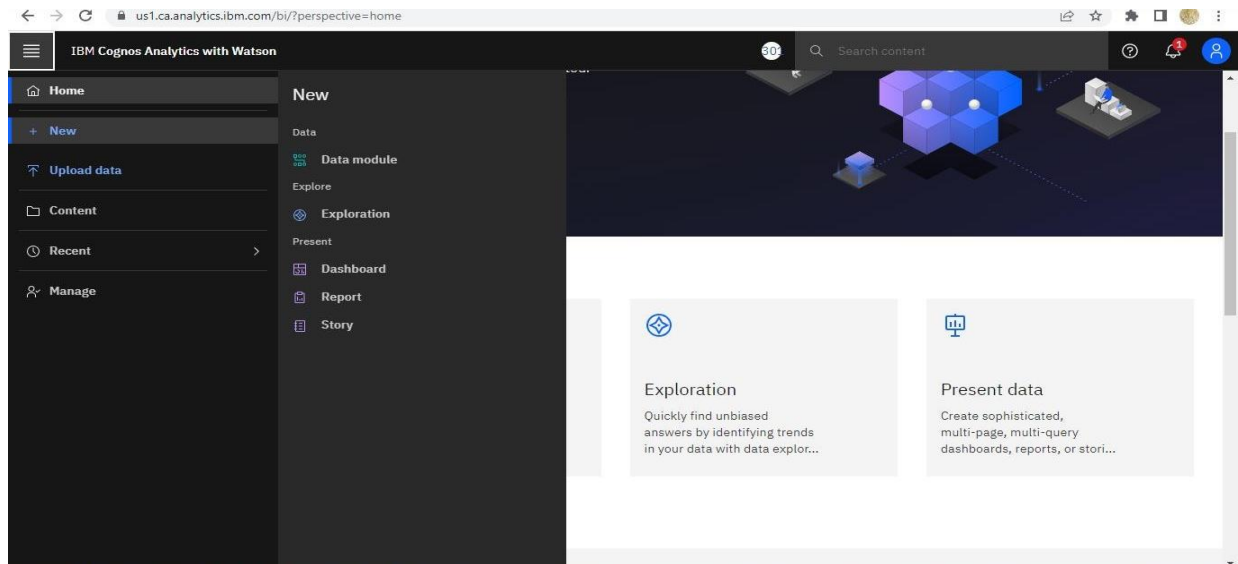 us1.ca.analytics.ibm.com/bi/?perspective=home
IBM Cognos Analytics with Watson
Search content
1
Home
New
Upload data
Content
Recent
Manage
New
Data
Data module
Explore
Exploration
Present
Dashboard
Report
Story
Exploration
Quickly find unbiased
answers by identifying trends
in your data with data explor...
Present data
Create sophisticated,
multi-page, multi-query
dashboards, reports, or stori...